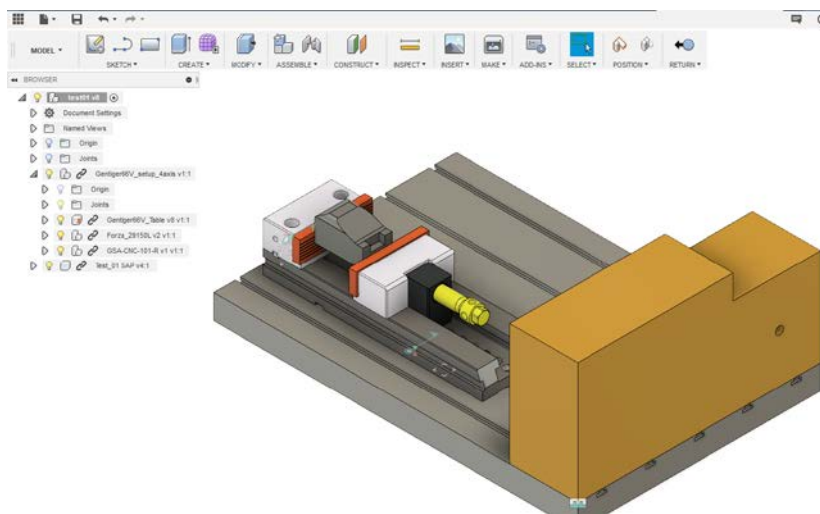 MODEL
SKETCH
CREATE
MODIFY
ASSEMBLE
CONSTRUCT
INSPECT
INSERT
MAKE
ADD-INS
SELECT
POSITION
RETURN
BROWSER
test01 v8
Document Settings
Named Views
Origin
Joints
Gentiger66V_setup_4axis v1:1
Origin
Joints
Gentiger66V_Table v8 v1:1
Forza_28150L v2 v1:1
GSA-CNC-101-R v1 v1:1
Test_01 SAP v4:1